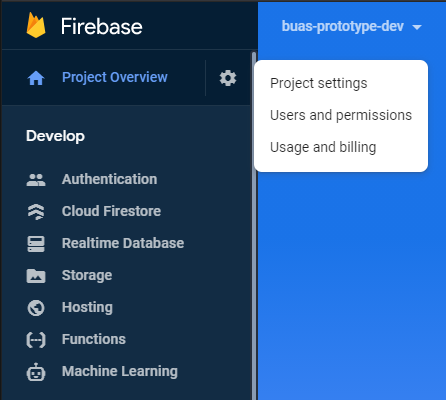 Firebase
buas-prototype-dev
Project Overview
Project settings
Users and permissions
Usage and billing
Develop
Authentication
Cloud Firestore
Realtime Database
Storage
Hosting
Functions
Machine Learning